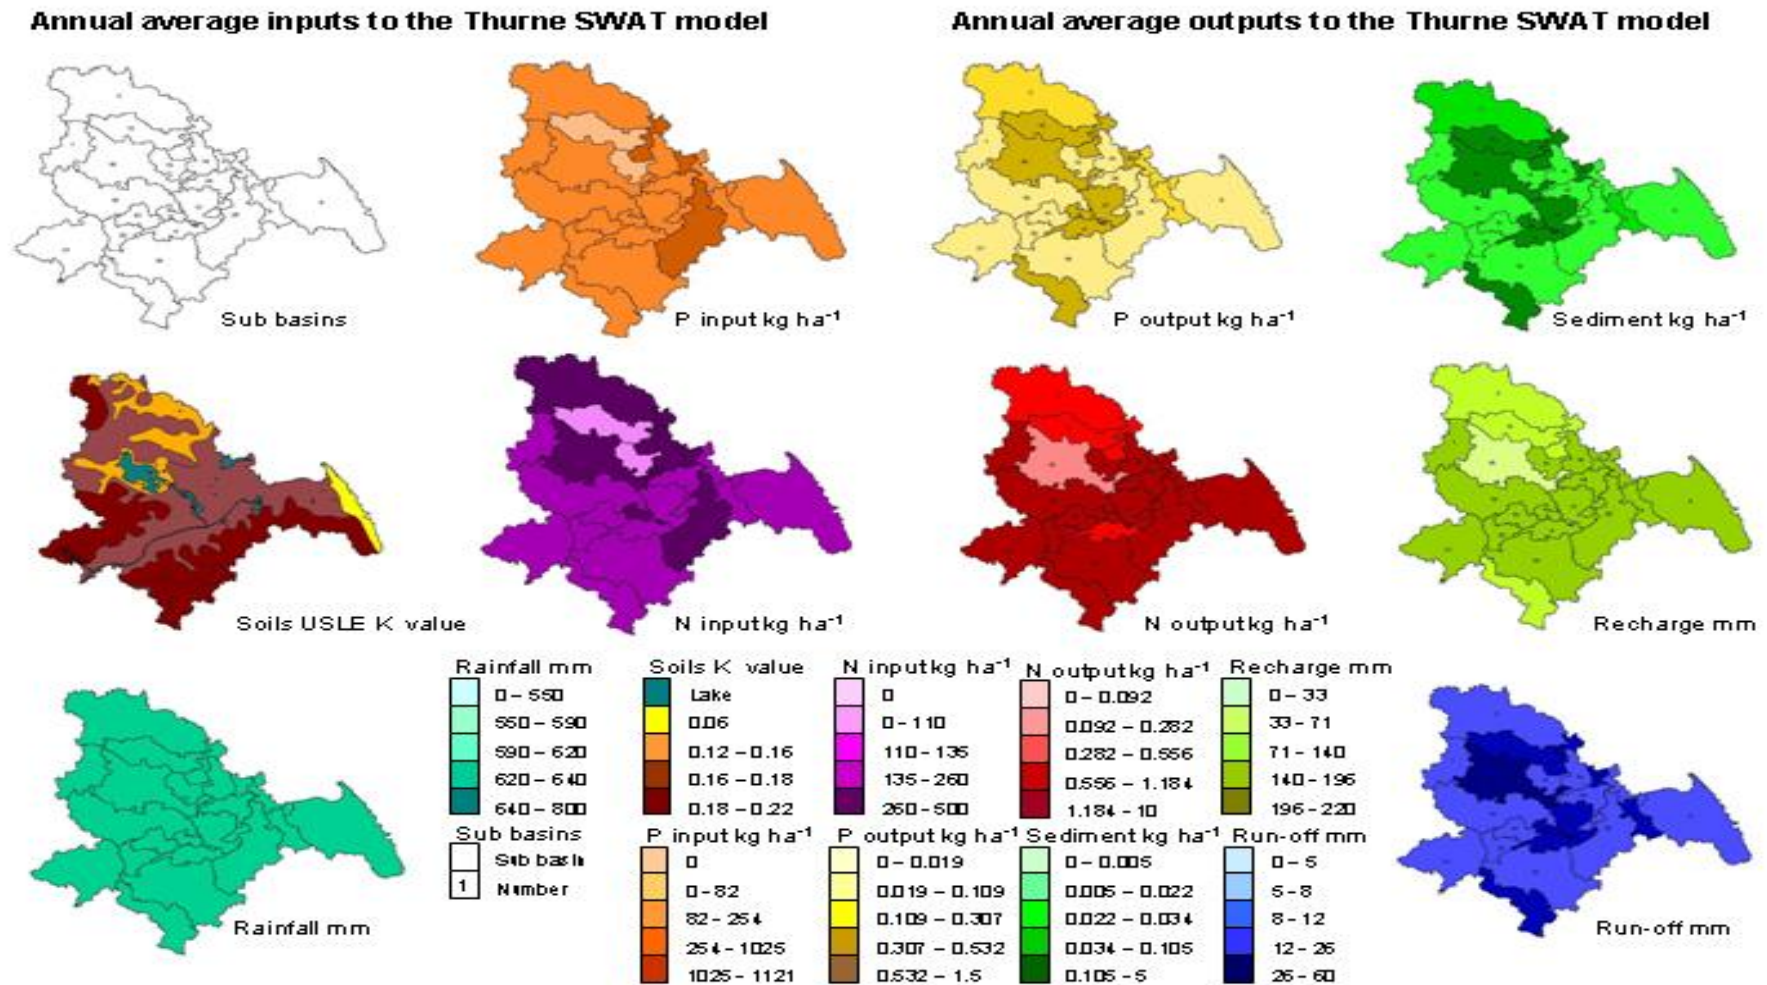 Annual average inputs to the Thurne SWAT model
Annual average outputs to the Thurne SWAT model
Sub basins
P input kg ha⁻¹
P output kg ha⁻¹
Sediment kg ha⁻¹
Soils USLE K value
N input kg ha⁻¹
N output kg ha⁻¹
Recharge mm
Rainfall mm
Run-off mm
Rainfall mm
0 - 550
550 - 590
590 - 620
620 - 640
640 - 800
Sub basins
Sub basin
1 Number
Soils K value
Lake
0.06
0.12 - 0.16
0.16 - 0.18
0.18 - 0.22
P input kg ha⁻¹
0
0 - 82
82 - 254
254 - 1025
1025 - 1121
N input kg ha⁻¹
0
0 - 110
110 - 135
135 - 260
260 - 500
P output kg ha⁻¹
0 - 0.019
0.019 - 0.109
0.109 - 0.307
0.307 - 0.532
0.532 - 1.5
N output kg ha⁻¹
0 - 0.092
0.092 - 0.282
0.282 - 0.556
0.556 - 1.184
1.184 - 10
Sediment kg ha⁻¹
0 - 0.005
0.005 - 0.022
0.022 - 0.034
0.034 - 0.105
0.105 - 5
Recharge mm
0 - 33
33 - 71
71 - 140
140 - 196
196 - 220
Run-off mm
0 - 5
5 - 8
8 - 12
12 - 26
26 - 60